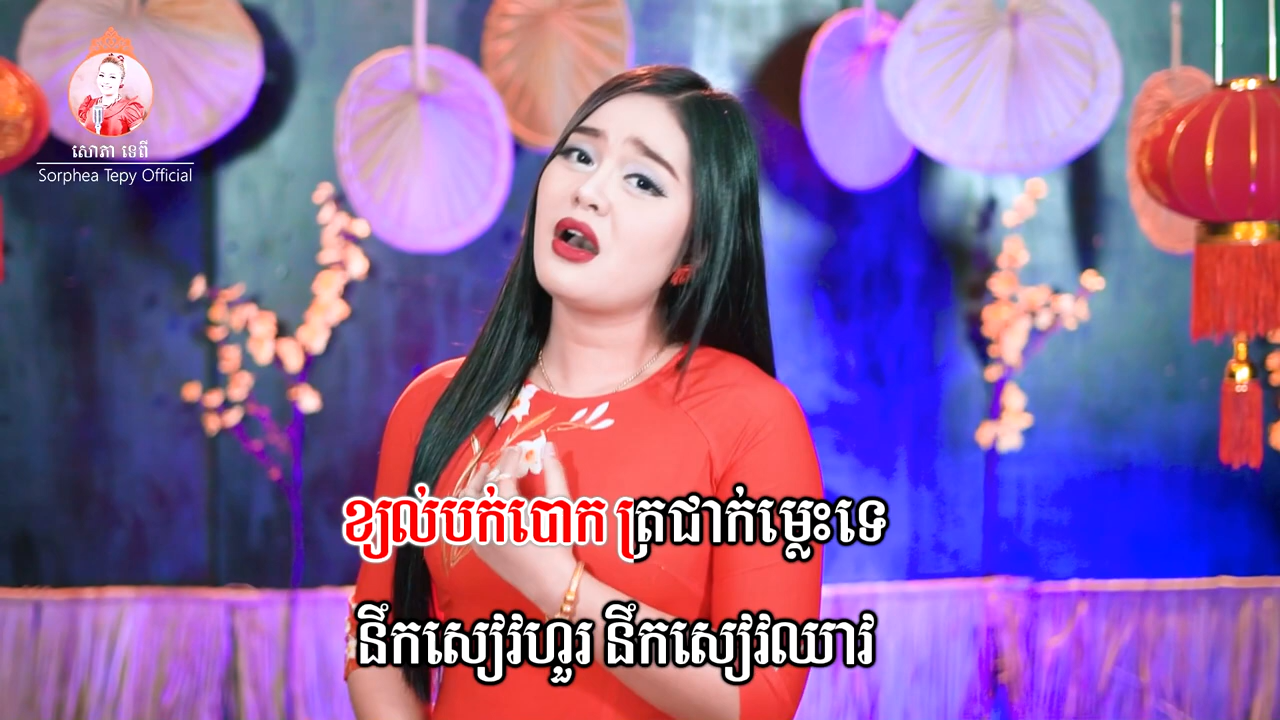 សោភា ទេពី
Sorphea Tepy Official
ខ្យល់បក់បោក ត្រជាក់ម្លេះទេ
នឹកសៀវហួរ នឹកសៀវឈាវ